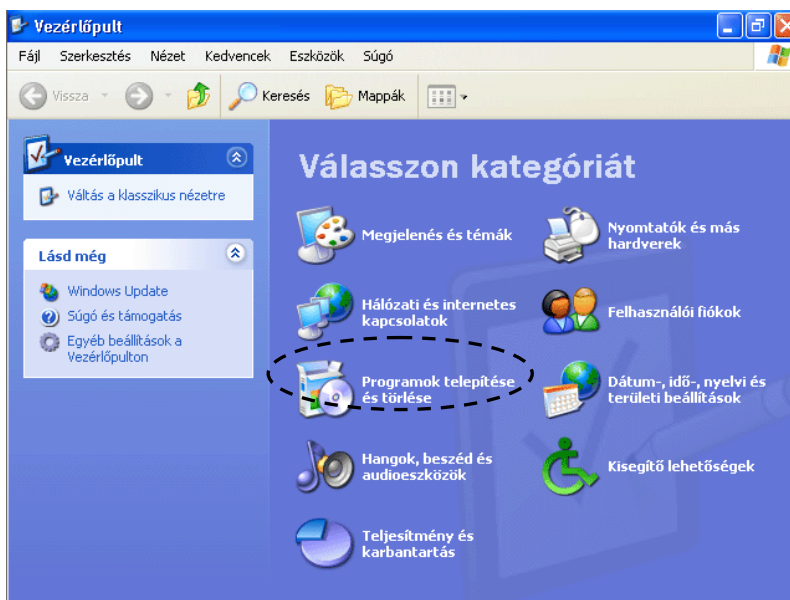 Vezérlőpult
Fájl Szerkesztés Nézet Kedvencek Eszközök Súgó
Vissza Keresés Mappák
Vezérlőpult
Váltás a klasszikus nézetre
Lásd még
Windows Update
Súgó és támogatás
Egyéb beállítások a
Vezérlőpulton
Válasszon kategóriát
Megjelenés és témák
Nyomtatók és más
hardverek
Hálózati és internetes
kapcsolatok
Felhasználói fiókok
Programok telepítése
és törlése
Dátum-, idő-, nyelvi és
területi beállítások
Hangok, beszéd és
audioeszközök
Kisegítő lehetőségek
Teljesítmény és
karbantartás